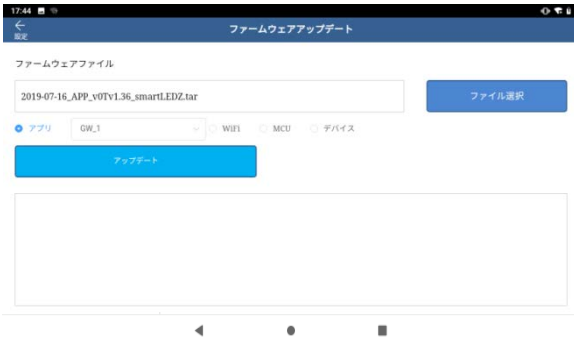 17:44
設定
ファームウェアアップデート
ファームウェアファイル
2019-07-16_APP_v0Tv1.36_smartLEDZ.tar
ファイル選択
アプリ GW_1 WiFi MCU デバイス
アップデート